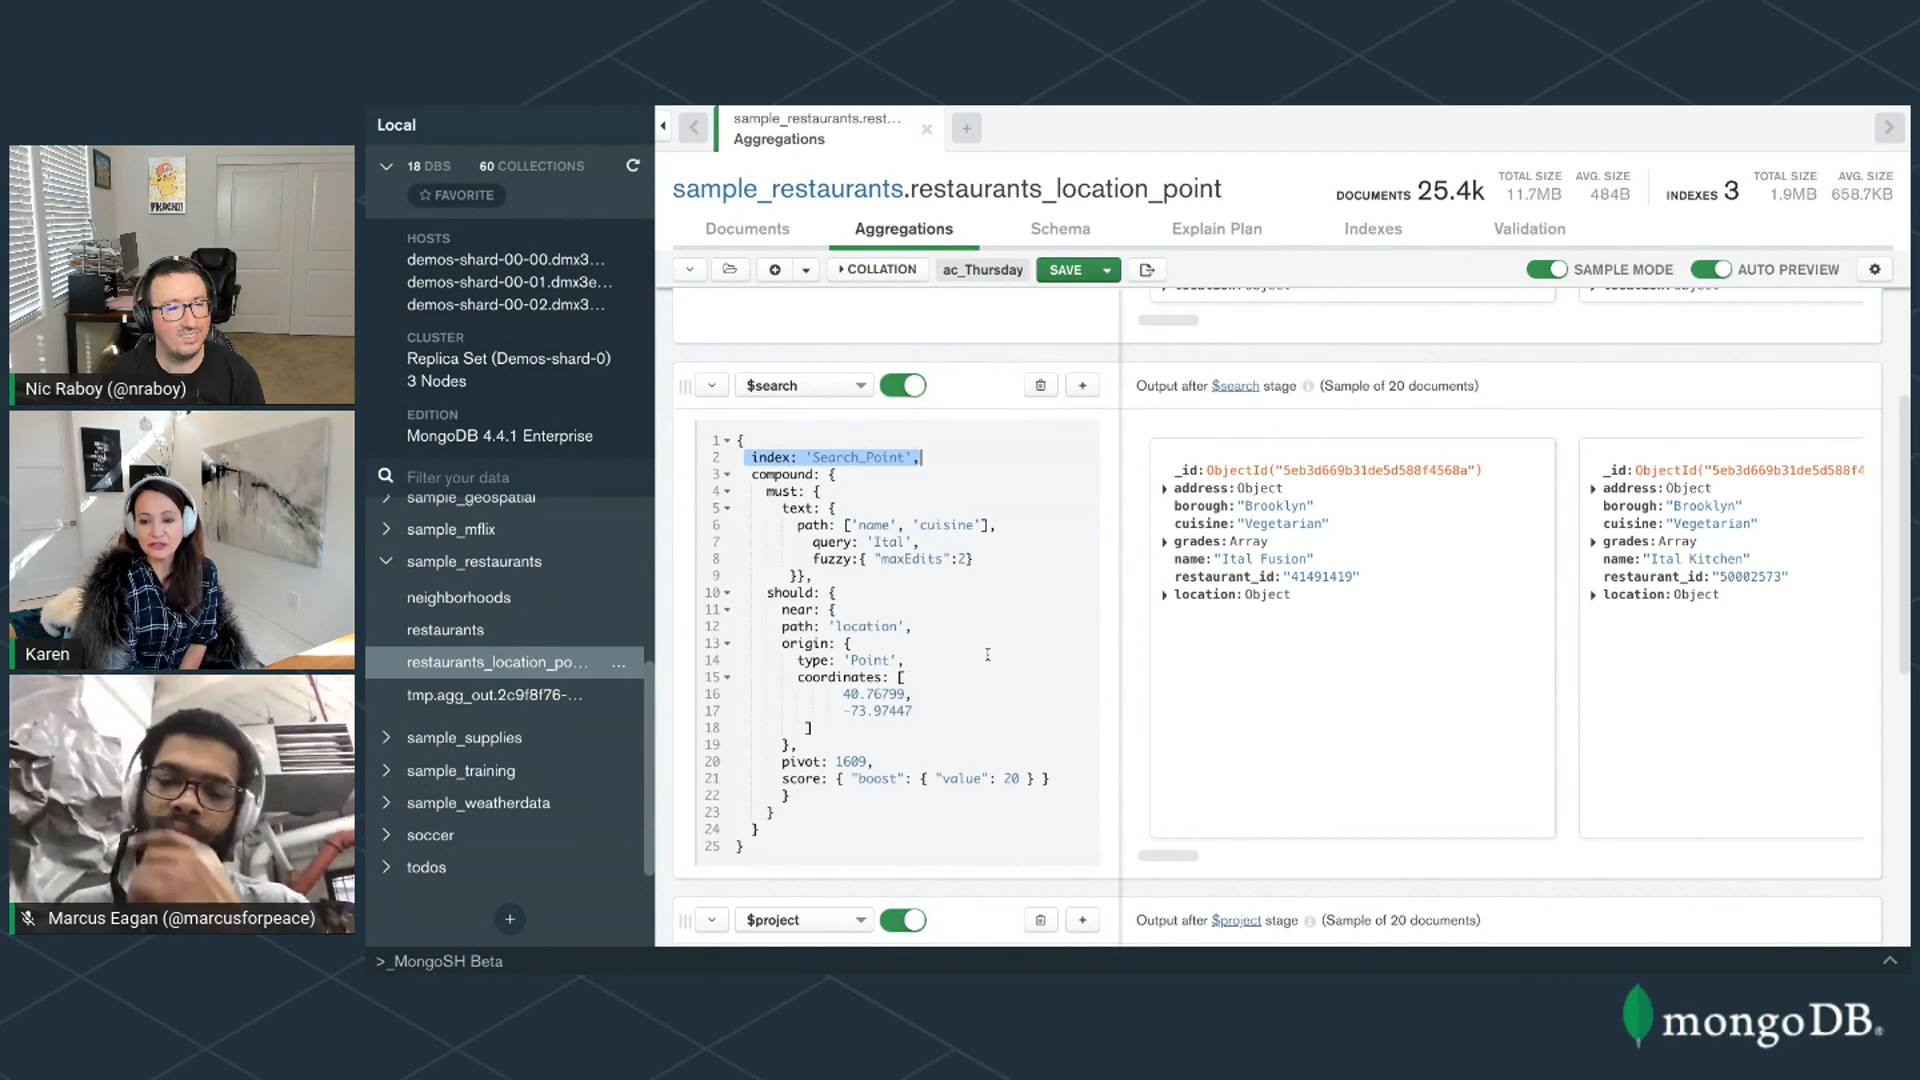 PIKACHU!
Nic Raboy (@nraboy)
Karen
Marcus Eagan (@marcusforpeace)
Local
18 DBS 60 COLLECTIONS
FAVORITE
HOSTS
demos-shard-00-00.dmx3...
demos-shard-00-01.dmx3e...
demos-shard-00-02.dmx3...
CLUSTER
Replica Set (Demos-shard-0)
3 Nodes
EDITION
MongoDB 4.4.1 Enterprise
Filter your data
sample_geospatial
sample_mflix
sample_restaurants
neighborhoods
restaurants
restaurants_location_po... ...
tmp.agg_out.2c9f8f76-...
sample_supplies
sample_training
sample_weatherdata
soccer
todos
+
>_MongoSH Beta
sample_restaurants.rest...
Aggregations
sample_restaurants.restaurants_location_point
DOCUMENTS 25.4k TOTAL SIZE 11.7MB AVG. SIZE 484B INDEXES 3 TOTAL SIZE 1.9MB AVG. SIZE 658.7KB
Documents Aggregations Schema Explain Plan Indexes Validation
COLLATION ac_Thursday SAVE SAMPLE MODE AUTO PREVIEW
$search
Output after $search stage (Sample of 20 documents)
1 {
2 index: 'Search_Point',
3 compound: {
4 must: {
5 text: {
6 path: ['name', 'cuisine'],
7 query: 'Ital',
8 fuzzy:{ "maxEdits":2}
9 }},
10 should: {
11 near: {
12 path: 'location',
13 origin: {
14 type: 'Point',
15 coordinates: [
16 40.76799,
17 -73.97447
18 ]
19 },
20 pivot: 1609,
21 score: { "boost": { "value": 20 } }
22 }
23 }
24 }
25 }
_id:ObjectId("5eb3d669b31de5d588f4568a")
address:Object
borough:"Brooklyn"
cuisine:"Vegetarian"
grades:Array
name:"Ital Fusion"
restaurant_id:"41491419"
location:Object
_id:ObjectId("5eb3d669b31de5d588f4
address:Object
borough:"Brooklyn"
cuisine:"Vegetarian"
grades:Array
name:"Ital Kitchen"
restaurant_id:"50002573"
location:Object
$project
Output after $project stage (Sample of 20 documents)
mongoDB.